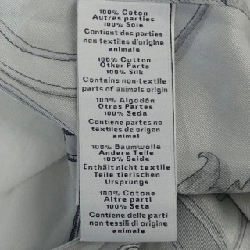 100% Coton
Autres parties
100% Soie
Contient des parties
non textiles d'origine
animale
100% Cotton
Other Parts
100% Silk
Contains non-textile
parts of animal origin
100% Algodón
Otras Partes
100% Seda
Contiene partes no
textiles de origen
animal
100% Baumwolle
Andere Teile
100% Seide
Enthält nicht textile
Teile tierischen
Ursprungs
100% Cotone
Altre parti
100% Seta
Contiene delle parti
non tessili di origine
animale